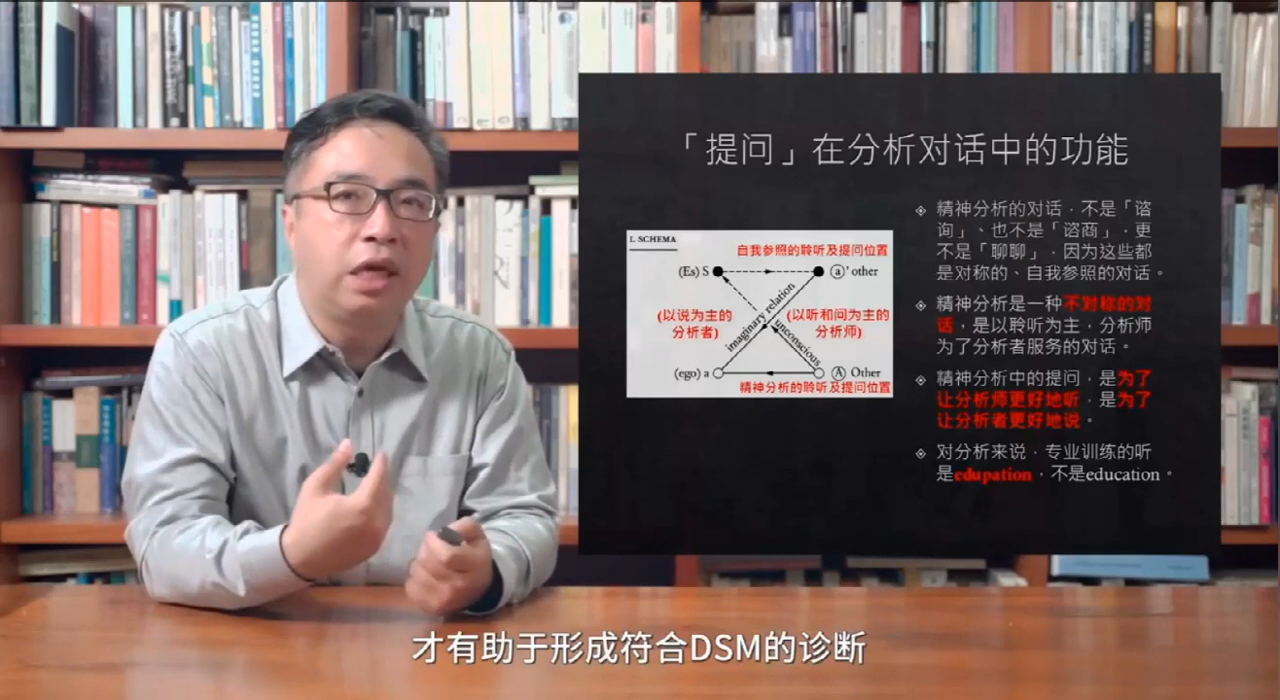 「提问」在分析对话中的功能
L SCHEMA
自我参照的聆听及提问位置
(Es) S
ⓐ' other
(以说为主的
分析者)
imaginary relation
unconscious
(以听和问为主的
分析师)
(ego) a
Ⓐ Other
精神分析的聆听及提问位置
精神分析的对话，不是「谘
询」、也不是「谘商」，更
不是「聊聊」，因为这些都
是对称的、自我参照的对话。
精神分析是一种不对称的对
话，是以聆听为主，分析师
为了分析者服务的对话。
精神分析中的提问，是为了
让分析师更好地听，是为了
让分析者更好地说。
对分析来说，专业训练的听
是edupation，不是education。
才有助于形成符合DSM的诊断